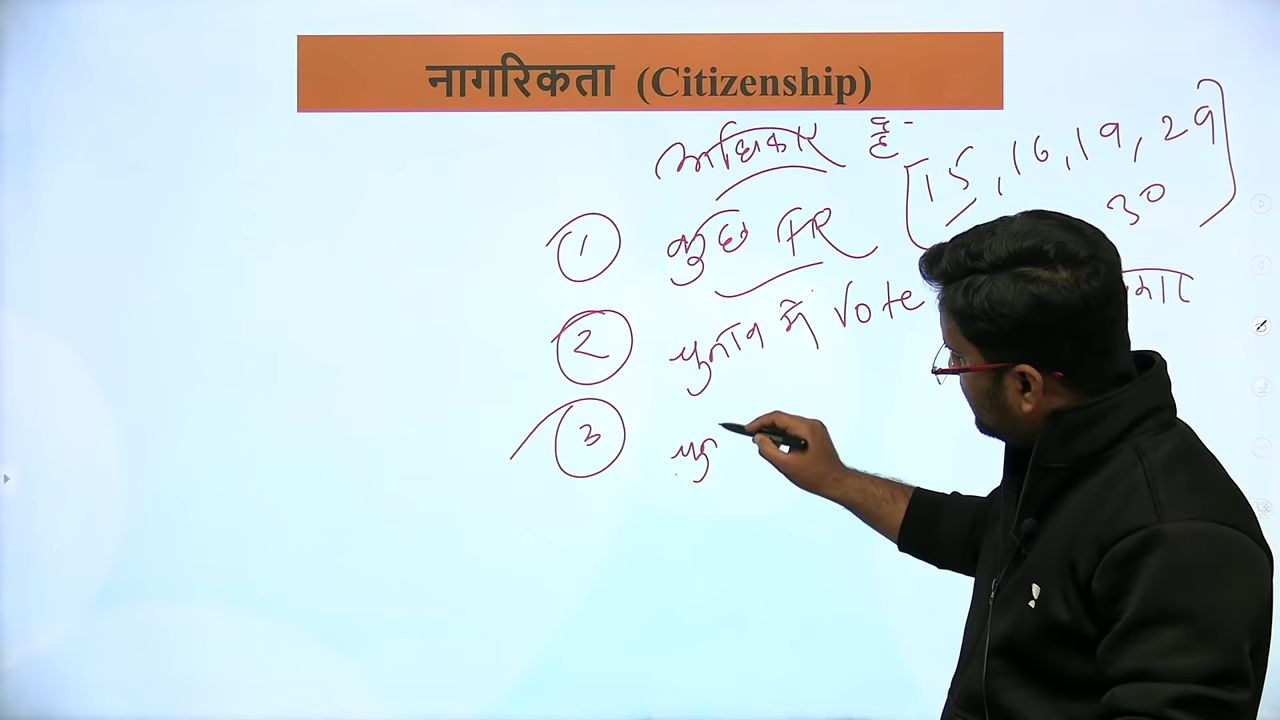 नागरिकता (Citizenship)
अधिकार हैं-
[15, 16, 19, 29
30]
1 कुछ FR
2 चुनाव में Vote
3 चु